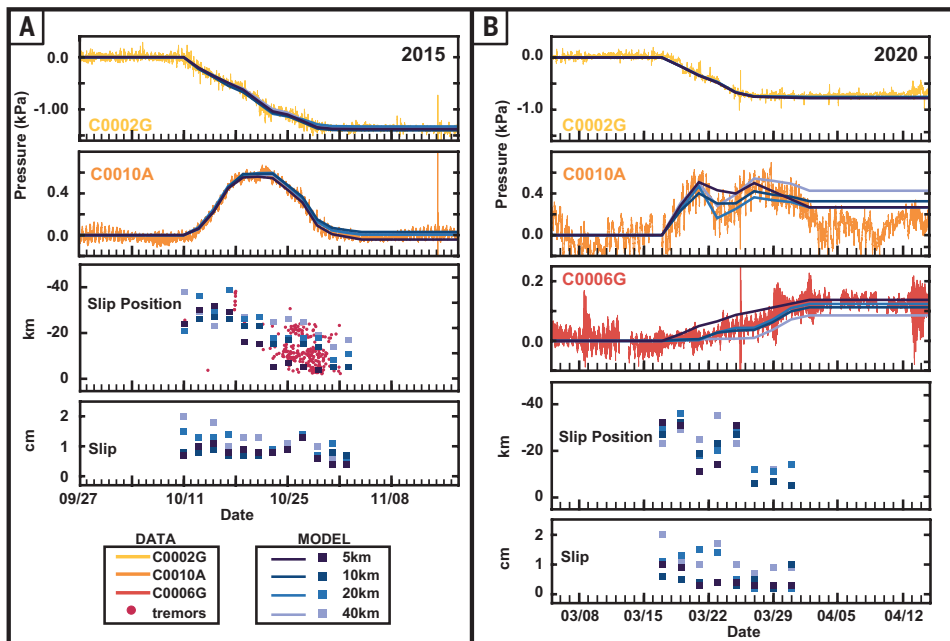 A
2015
0.0
-1.00
Pressure (kPa)
C0002G
C0010A
0.4
0.0
Slip Position
-40
-20
0
km
Slip
2
1
0
cm
09/27 10/11 10/25 11/08
Date
DATA
C0002G
C0010A
C0006G
tremors
MODEL
5km
10km
20km
40km
B
2020
0.0
-1.0
Pressure (kPa)
C0002G
C0010A
0.4
0.0
C0006G
0.2
0.0
-40
-20
0
km
Slip Position
2
1
0
cm
Slip
03/08 03/15 03/22 03/29 04/05 04/12
Date